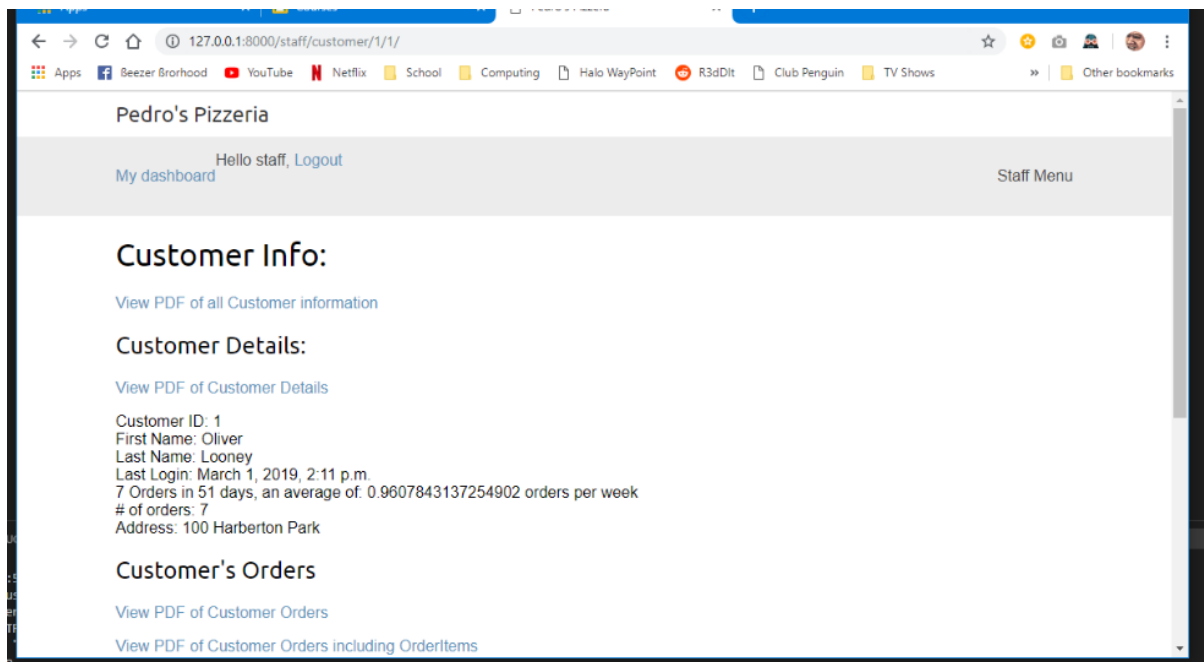 127.0.0.1:8000/staff/customer/1/1/
Apps Beezer Brorhood YouTube Netflix School Computing Halo WayPoint R3dDIt Club Penguin TV Shows » Other bookmarks
Pedro's Pizzeria
Hello staff, Logout
My dashboard Staff Menu
Customer Info:
View PDF of all Customer information
Customer Details:
View PDF of Customer Details
Customer ID: 1
First Name: Oliver
Last Name: Looney
Last Login: March 1, 2019, 2:11 p.m.
7 Orders in 51 days, an average of: 0.9607843137254902 orders per week
# of orders: 7
Address: 100 Harberton Park
Customer's Orders
View PDF of Customer Orders
View PDF of Customer Orders including OrderItems